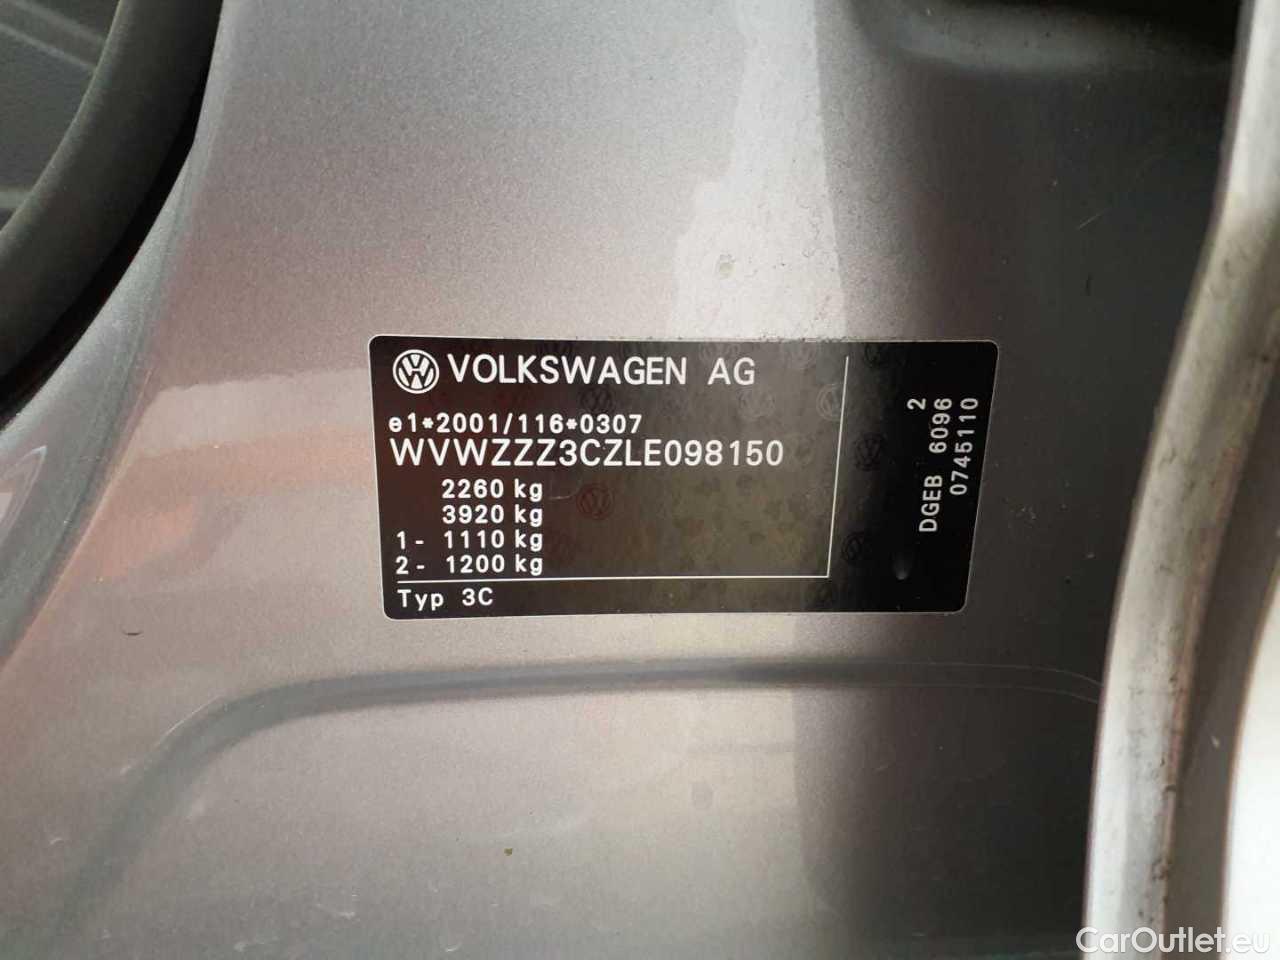 VOLKSWAGEN AG
e1*2001/116*0307
WVWZZZ3CZLE098150
2260 kg
3920 kg
1 - 1110 kg
2 - 1200 kg
Typ 3C
2
DGEB 6096
0745110
CarOutlet.eu